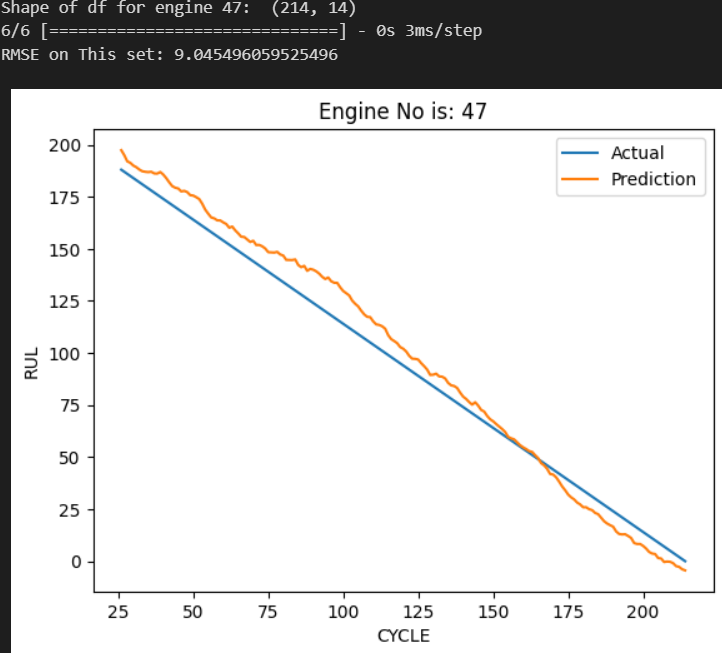 Shape of df for engine 47:  (214, 14)
6/6 [==============================] - 0s 3ms/step
RMSE on This set: 9.045496059525496
Engine No is: 47
Actual
Prediction
RUL
200
175
150
125
100
75
50
25
0
25 50 75 100 125 150 175 200
CYCLE